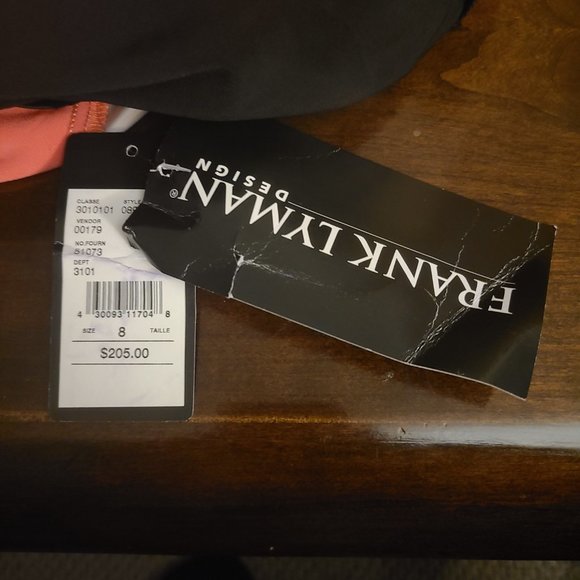 FRANK LYMAN®
DESIGN
CLASSE STYLE
3010101
VENDOR
00179
NO.FOURN
81073
DEPT
3101
4 30093 11704 8
SIZE 8 TAILLE
$205.00